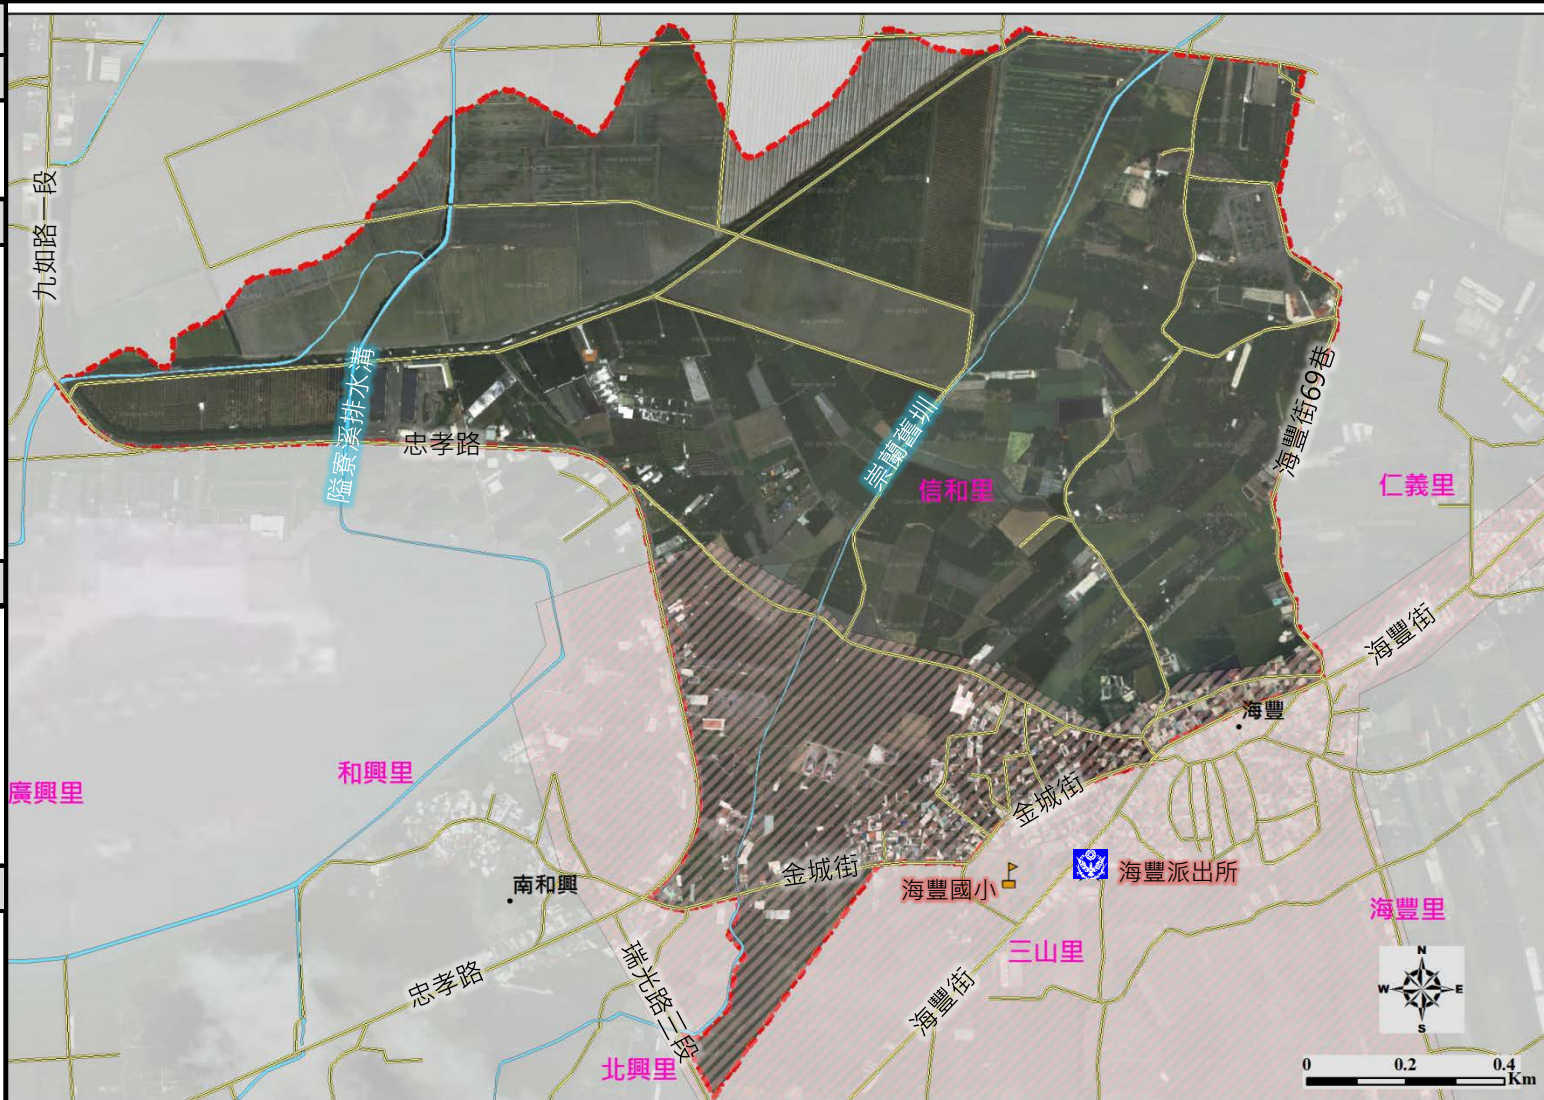 九如路一段
隘寮溪排水溝
忠孝路
崇蘭舊圳
信和里
海豐街69巷
仁義里
海豐街
海豐
和興里
廣興里
金城街
金城街
海豐派出所
海豐國小
南和興
海豐里
三山里
忠孝路
瑞光路三段
海豐街
北興里
N
W
E
S
0 0.2 0.4
Km